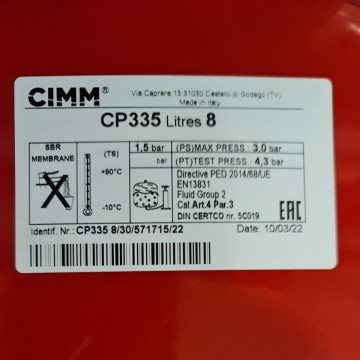 CIMM®
Via Caprera,13 31030 Castello di Godego (TV)
Made in Italy
CP335 Litres 8
SBR MEMBRANE
(TS)
+90°C
-10°C
1,5 bar
bar
(PS)MAX PRESS.: 3,0 bar
(PT)TEST PRESS.: 4,3 bar
Directive PED 2014/68/UE
EN13831
Fluid Group 2
Cat.Art.4 Par.3
DIN CERTCO nr. 5C019
EAC
Identif. Nr.: CP335 8/30/571715/22
Date: 10/03/22